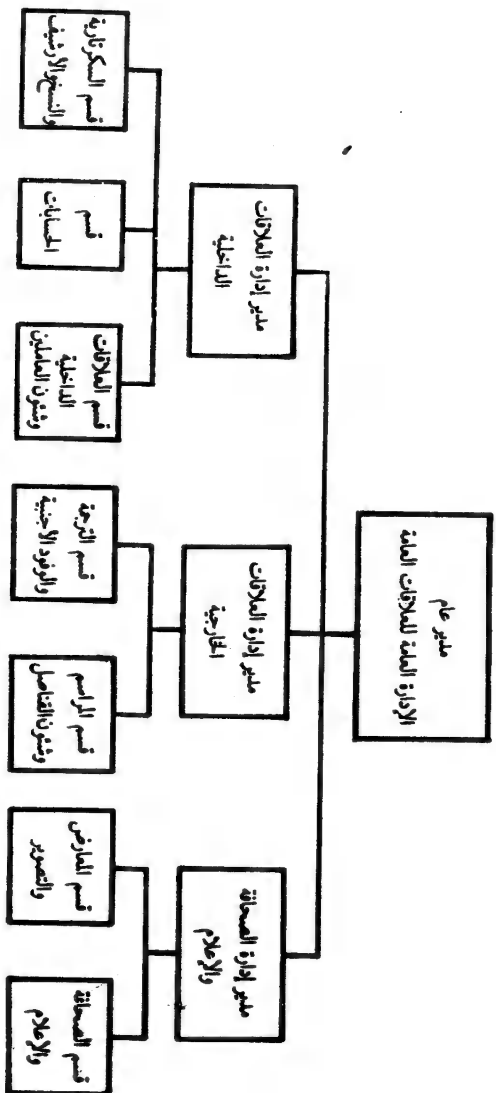 مدير عام
الإدارة العامة للعلاقات العامة
مدير إدارة الصحافة
والإعلام
مدير إدارة العلاقات
الخارجية
مدير إدارة العلاقات
الداخلية
قسم الصحافة
والإعلام
قسم المعارض
والتصوير
قسم المراسم
وشئون القناصل
قسم الترجمة
والوفود الأجنبية
قسم العلاقات
الداخلية
وشئون العاملين
قسم
الحسابات
قسم السكرتارية
والنسخ والأرشيف